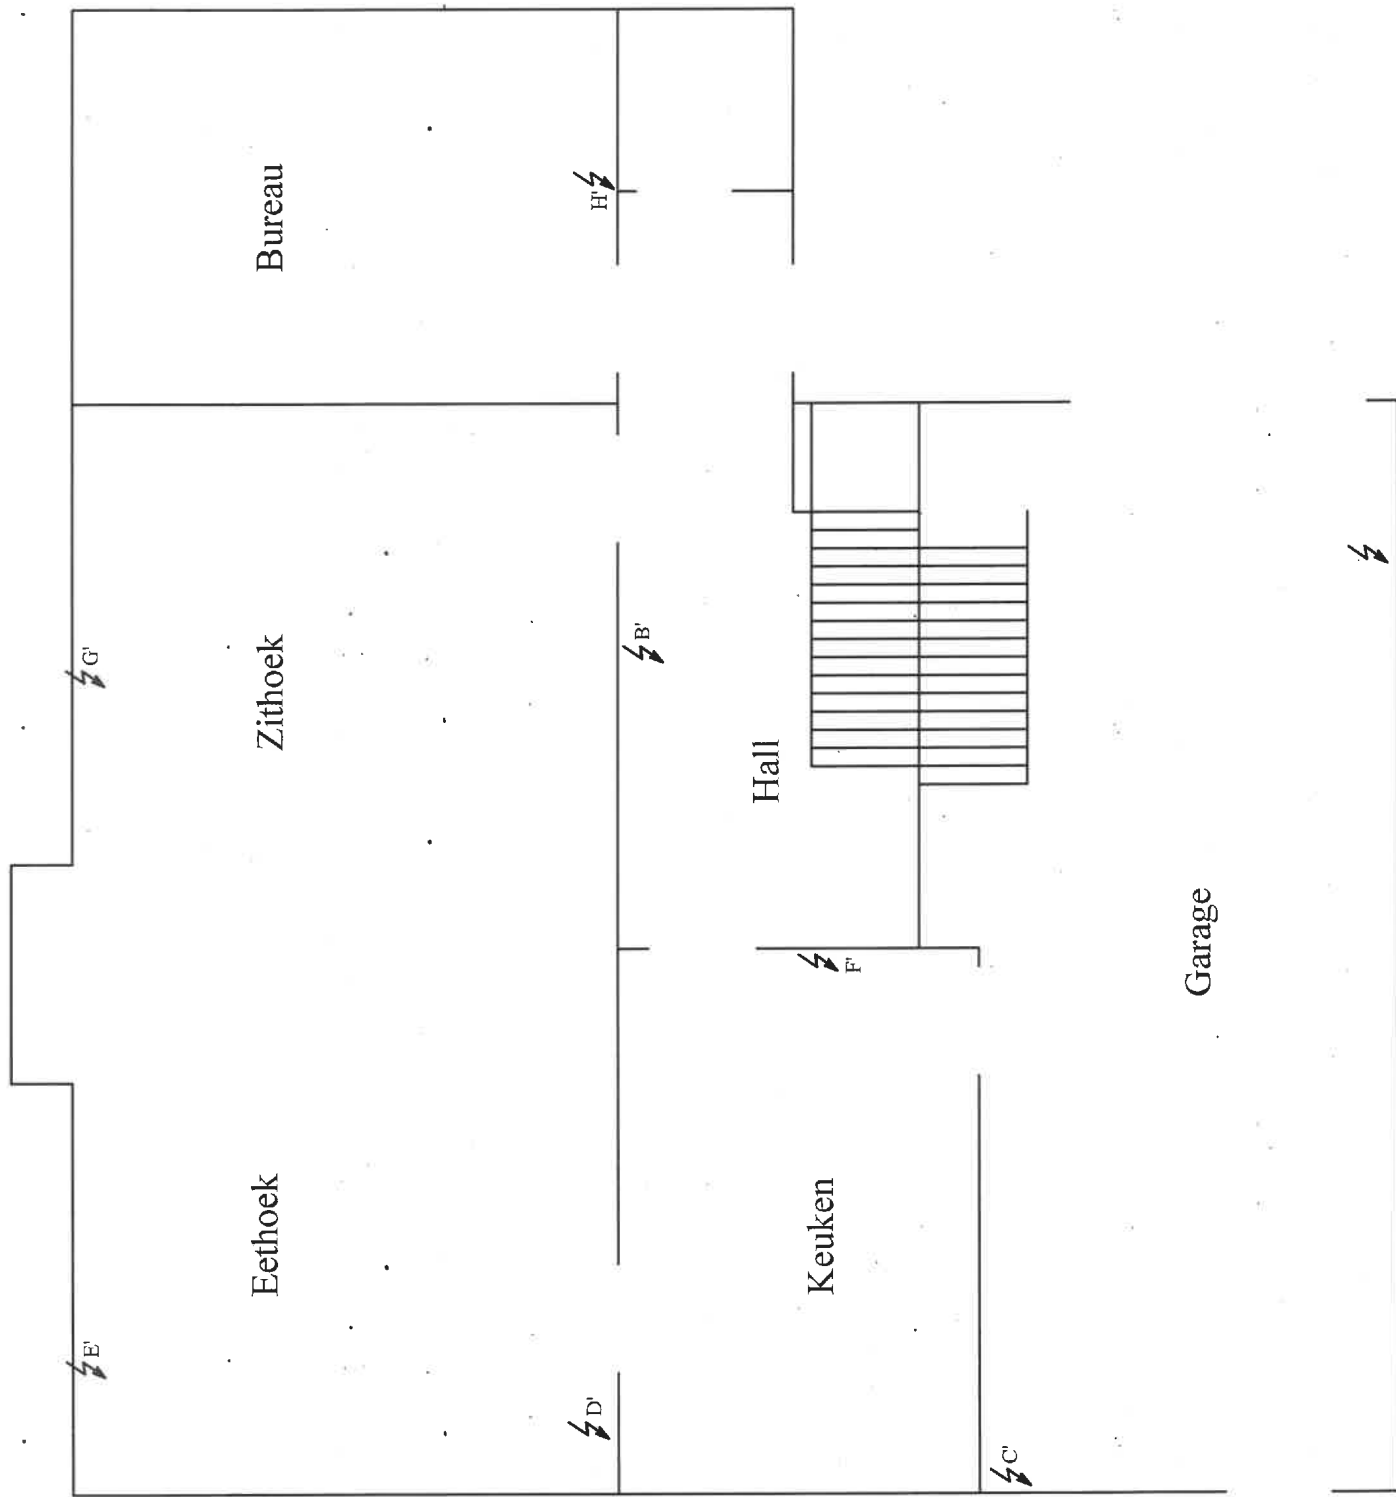 Bureau
H'
G'
Zithoek
B'
Hall
F'
Garage
E'
Eethoek
D'
Keuken
C'